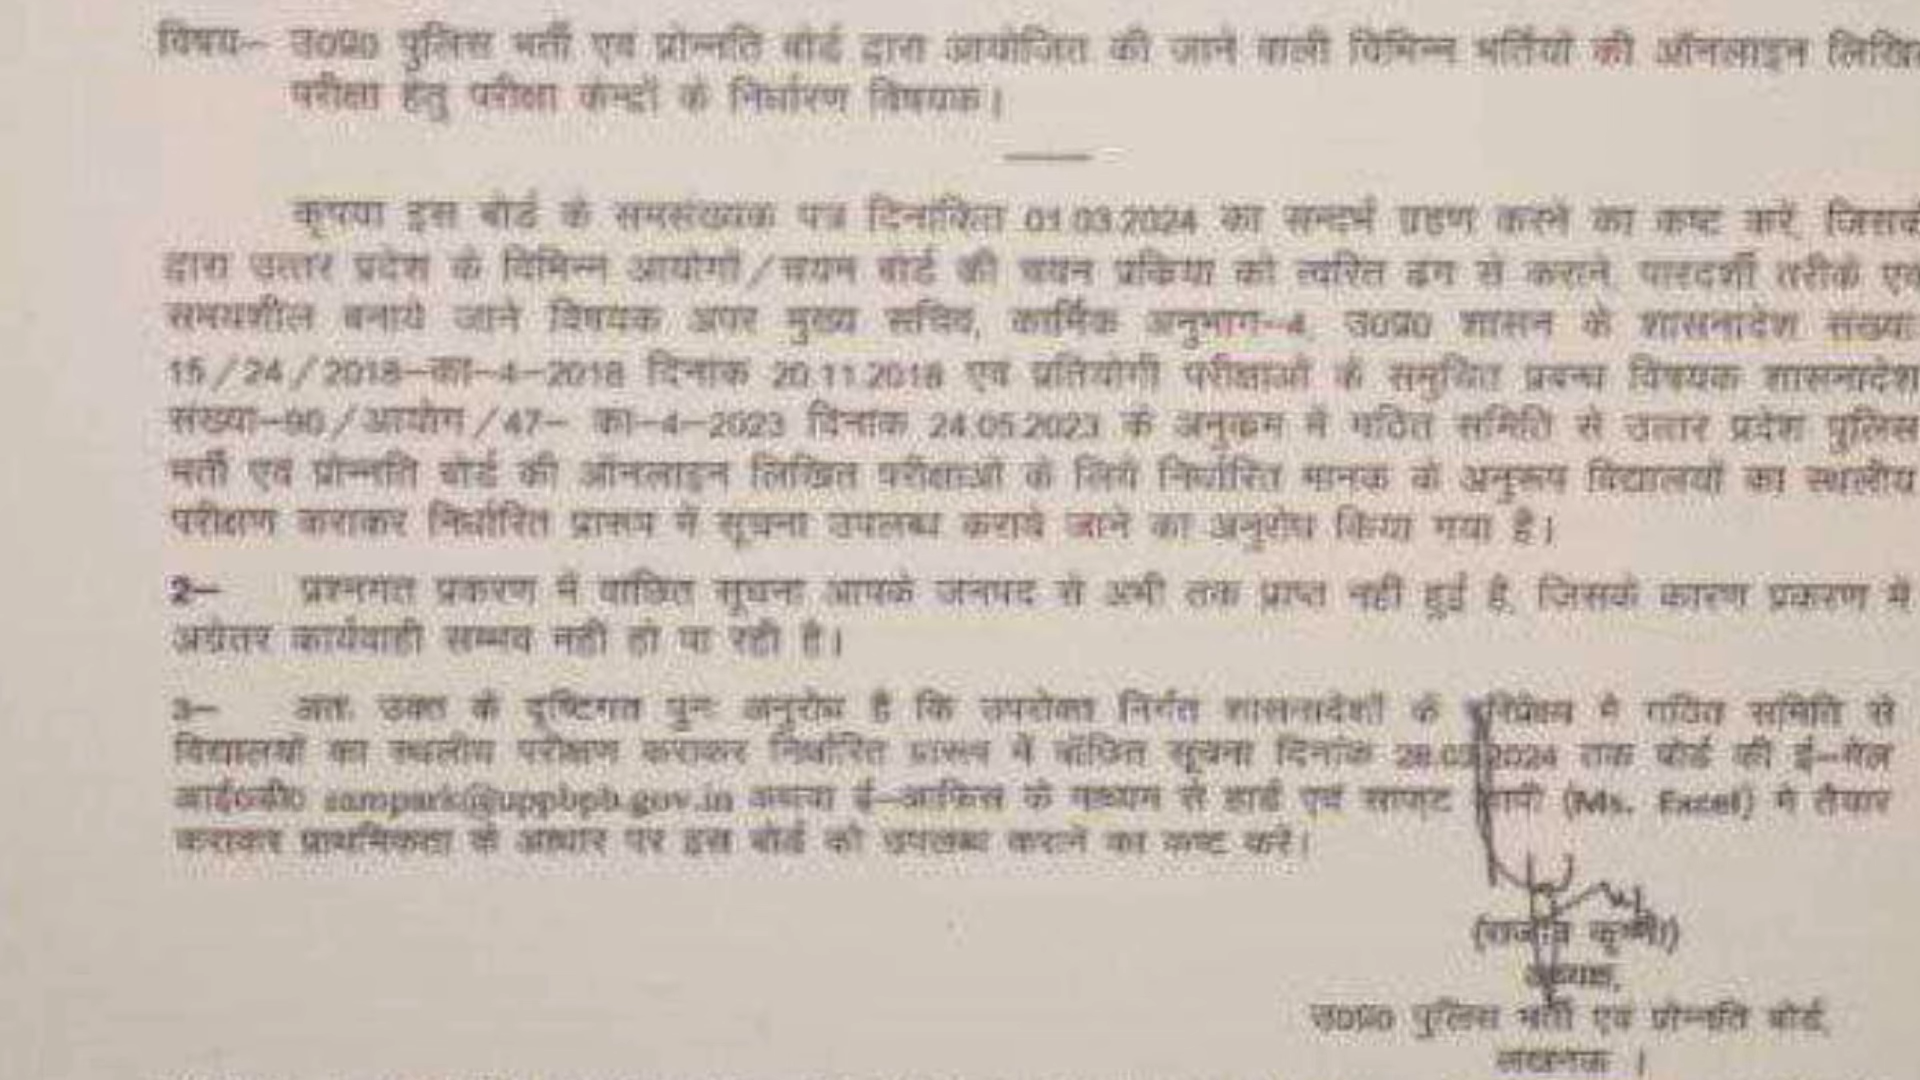 विषय– उ0प्र0 पुलिस भर्ती एवं प्रोन्नति बोर्ड द्वारा आयोजित की जाने वाली विभिन्न भर्तियों की ऑनलाइन लिखित
परीक्षा हेतु परीक्षा केन्द्रों के निर्धारण विषयक।
कृपया इस बोर्ड के समसंख्यक पत्र दिनांकित 01.03.2024 का सन्दर्भ ग्रहण करने का कष्ट करें, जिसके
द्वारा उत्तर प्रदेश के विभिन्न आयोगों/चयन बोर्ड की चयन प्रक्रिया को त्वरित ढंग से कराने, पारदर्शी तरीके एवं
समयशील बनाये जाने विषयक अपर मुख्य सचिव, कार्मिक अनुभाग–4, उ0प्र0 शासन के शासनादेश संख्या
15/24/2018–का–4–2018 दिनांक 20.11.2018 एवं प्रतियोगी परीक्षाओं के समुचित प्रबन्ध विषयक शासनादेश
संख्या–90/आयोग/47– का–4–2023 दिनांक 24.05.2023 के अनुक्रम में गठित समिति से उत्तर प्रदेश पुलिस
भर्ती एवं प्रोन्नति बोर्ड की ऑनलाइन लिखित परीक्षाओं के लिये निर्धारित मानक के अनुरूप विद्यालयों का स्थलीय
परीक्षण कराकर निर्धारित प्रारूप में सूचना उपलब्ध कराये जाने का अनुरोध किया गया है।
2– प्रश्नगत प्रकरण में वांछित सूचना आपके जनपद से अभी तक प्राप्त नहीं हुई है, जिसके कारण प्रकरण में
अग्रेतर कार्यवाही सम्भव नहीं हो पा रही है।
3– अतः उक्त के दृष्टिगत पुनः अनुरोध है कि उपरोक्त निर्गत शासनादेशों के परिप्रेक्ष्य में गठित समिति से
विद्यालयों का स्थलीय परीक्षण कराकर निर्धारित प्रारूप में वांछित सूचना दिनांक 28.03.2024 तक बोर्ड की ई–मेल
आई0डी0 sampark@uppbpb.gov.in अथवा ई–आफिस के माध्यम से हार्ड एवं साफ्ट कापी (Ms. Excel) में तैयार
कराकर प्राथमिकता के आधार पर इस बोर्ड को उपलब्ध कराने का कष्ट करें।
(राजीव कृष्णा)
अध्यक्ष,
उ0प्र0 पुलिस भर्ती एवं प्रोन्नति बोर्ड,
लखनऊ ।